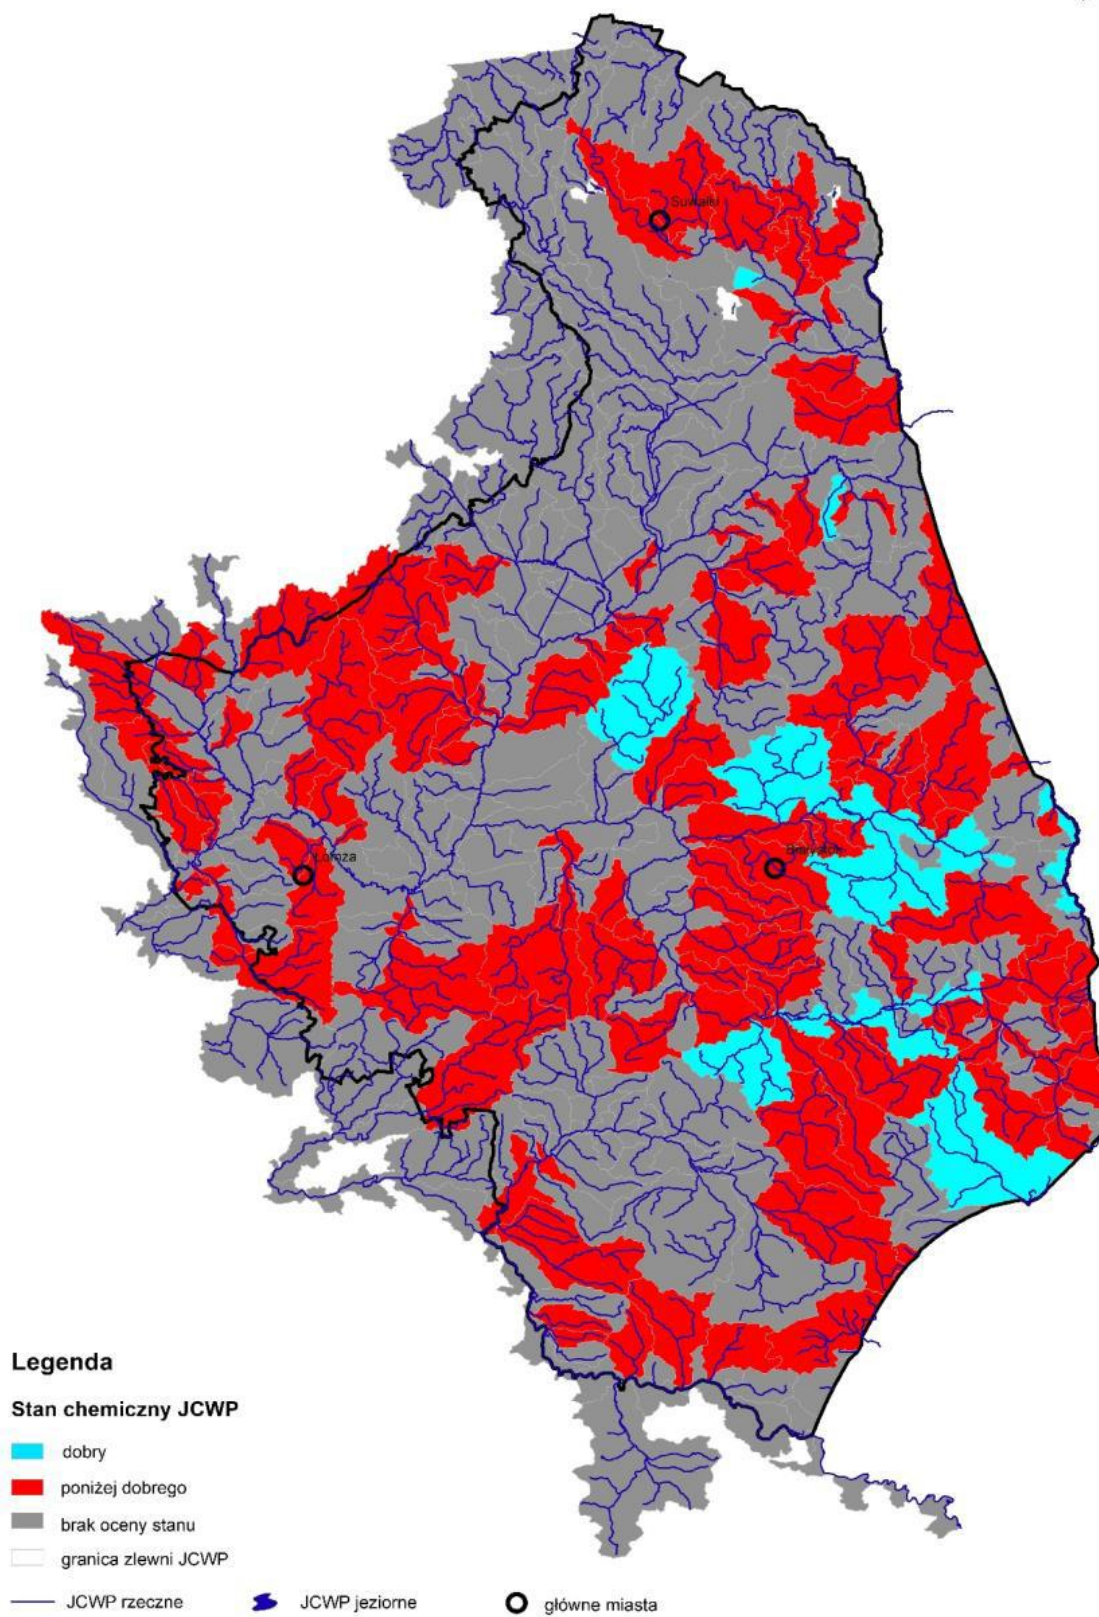 Suwałki
Łomża
Białystok
Legenda
Stan chemiczny JCWP
dobry
poniżej dobrego
brak oceny stanu
granica zlewni JCWP
JCWP rzeczne
JCWP jeziorne
główne miasta